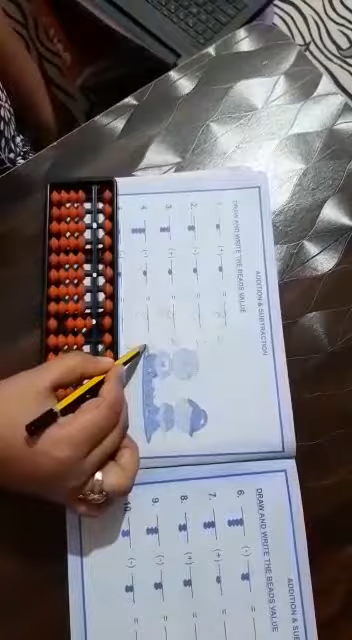 ADDITION & SUBTRACTION
DRAW AND WRITE THE BEADS VALUE
1. (+) =
2. (-) =
3. (+) =
4. (-) =
ADDITION & SUB
DRAW AND WRITE THE BEADS VALUE
6. (-) =
7. (+) =
8. (+) =
9. (-) =
10. (-) =